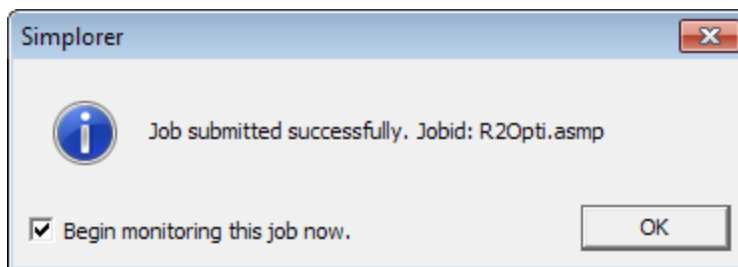 Simplorer
Job submitted successfully. Jobid: R2Opti.asmp
Begin monitoring this job now.
OK